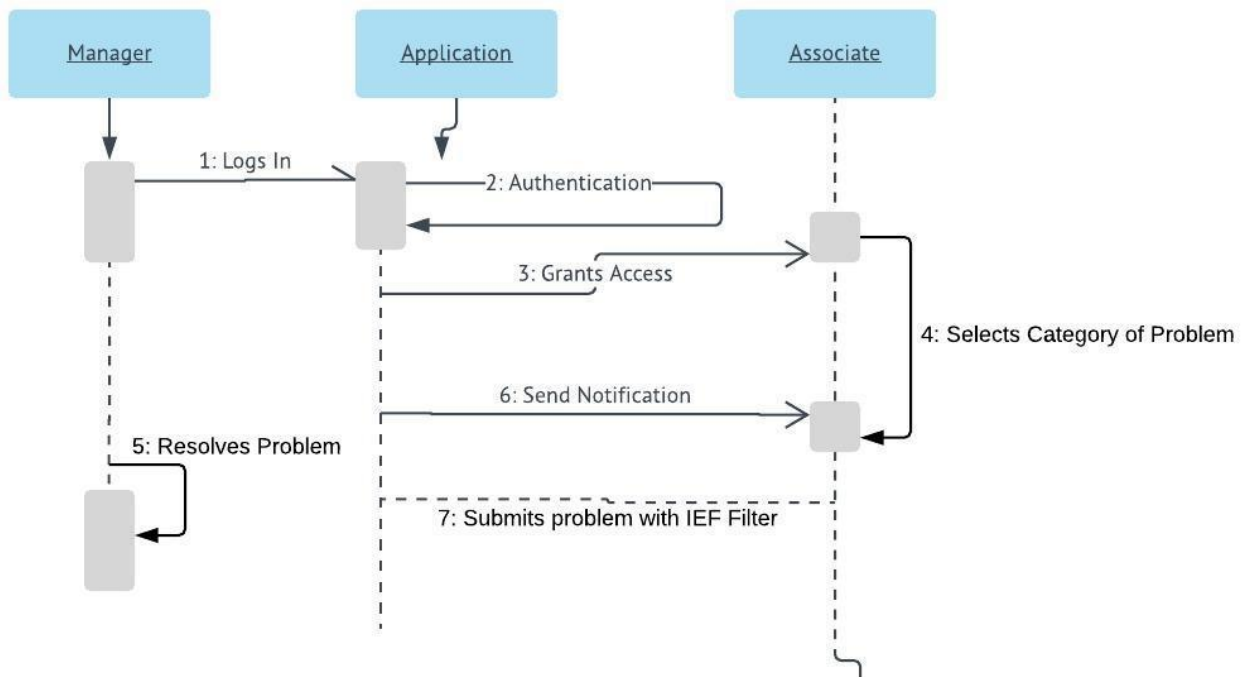 Manager
Application
Associate
1: Logs In
2: Authentication
3: Grants Access
4: Selects Category of Problem
6: Send Notification
5: Resolves Problem
7: Submits problem with IEF Filter